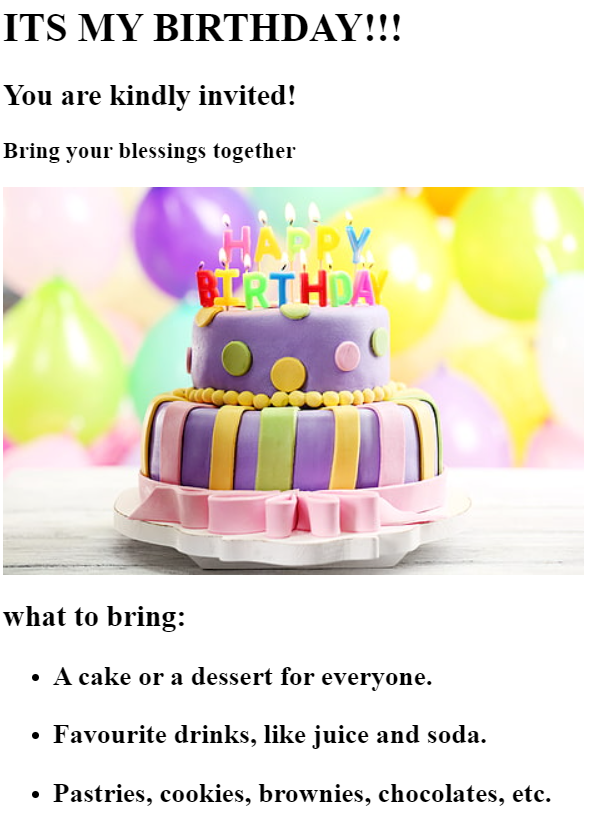 ITS MY BIRTHDAY!!!
You are kindly invited!
Bring your blessings together
HAPPY
BIRTHDAY
what to bring:
• A cake or a dessert for everyone.
• Favourite drinks, like juice and soda.
• Pastries, cookies, brownies, chocolates, etc.